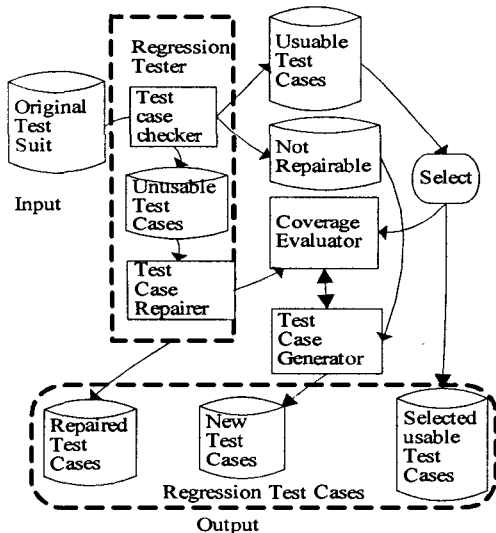 Regression
Tester
Usuable
Test
Cases
Original
Test
Suit
Test
case
checker
Not
Repairable
Select
Input
Unusable
Test
Cases
Coverage
Evaluator
Test
Case
Repairer
Test
Case
Generator
Repaired
Test
Cases
New
Test
Cases
Selected
usable
Test
Cases
Regression Test Cases
Output